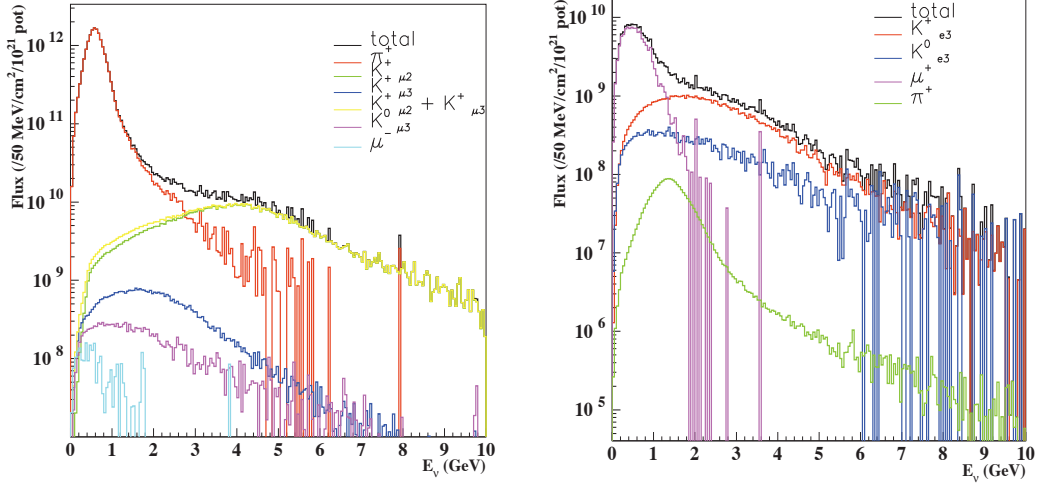 Flux (/50 MeV/cm²/10²¹ pot)
10¹²
10¹¹
10¹⁰
10⁹
10⁸
0 1 2 3 4 5 6 7 8 9 10
Eν (GeV)
total
π⁺
K⁺ μ2
K⁺ μ3
K⁺ μ2 + K⁺ μ3
K⁰ μ3
μ⁻
Flux (/50 MeV/cm²/10²¹ pot)
10¹⁰
10⁹
10⁸
10⁷
10⁶
10⁵
0 1 2 3 4 5 6 7 8 9 10
Eν (GeV)
total
K⁺ e3
K⁰ e3
μ⁺
π⁺